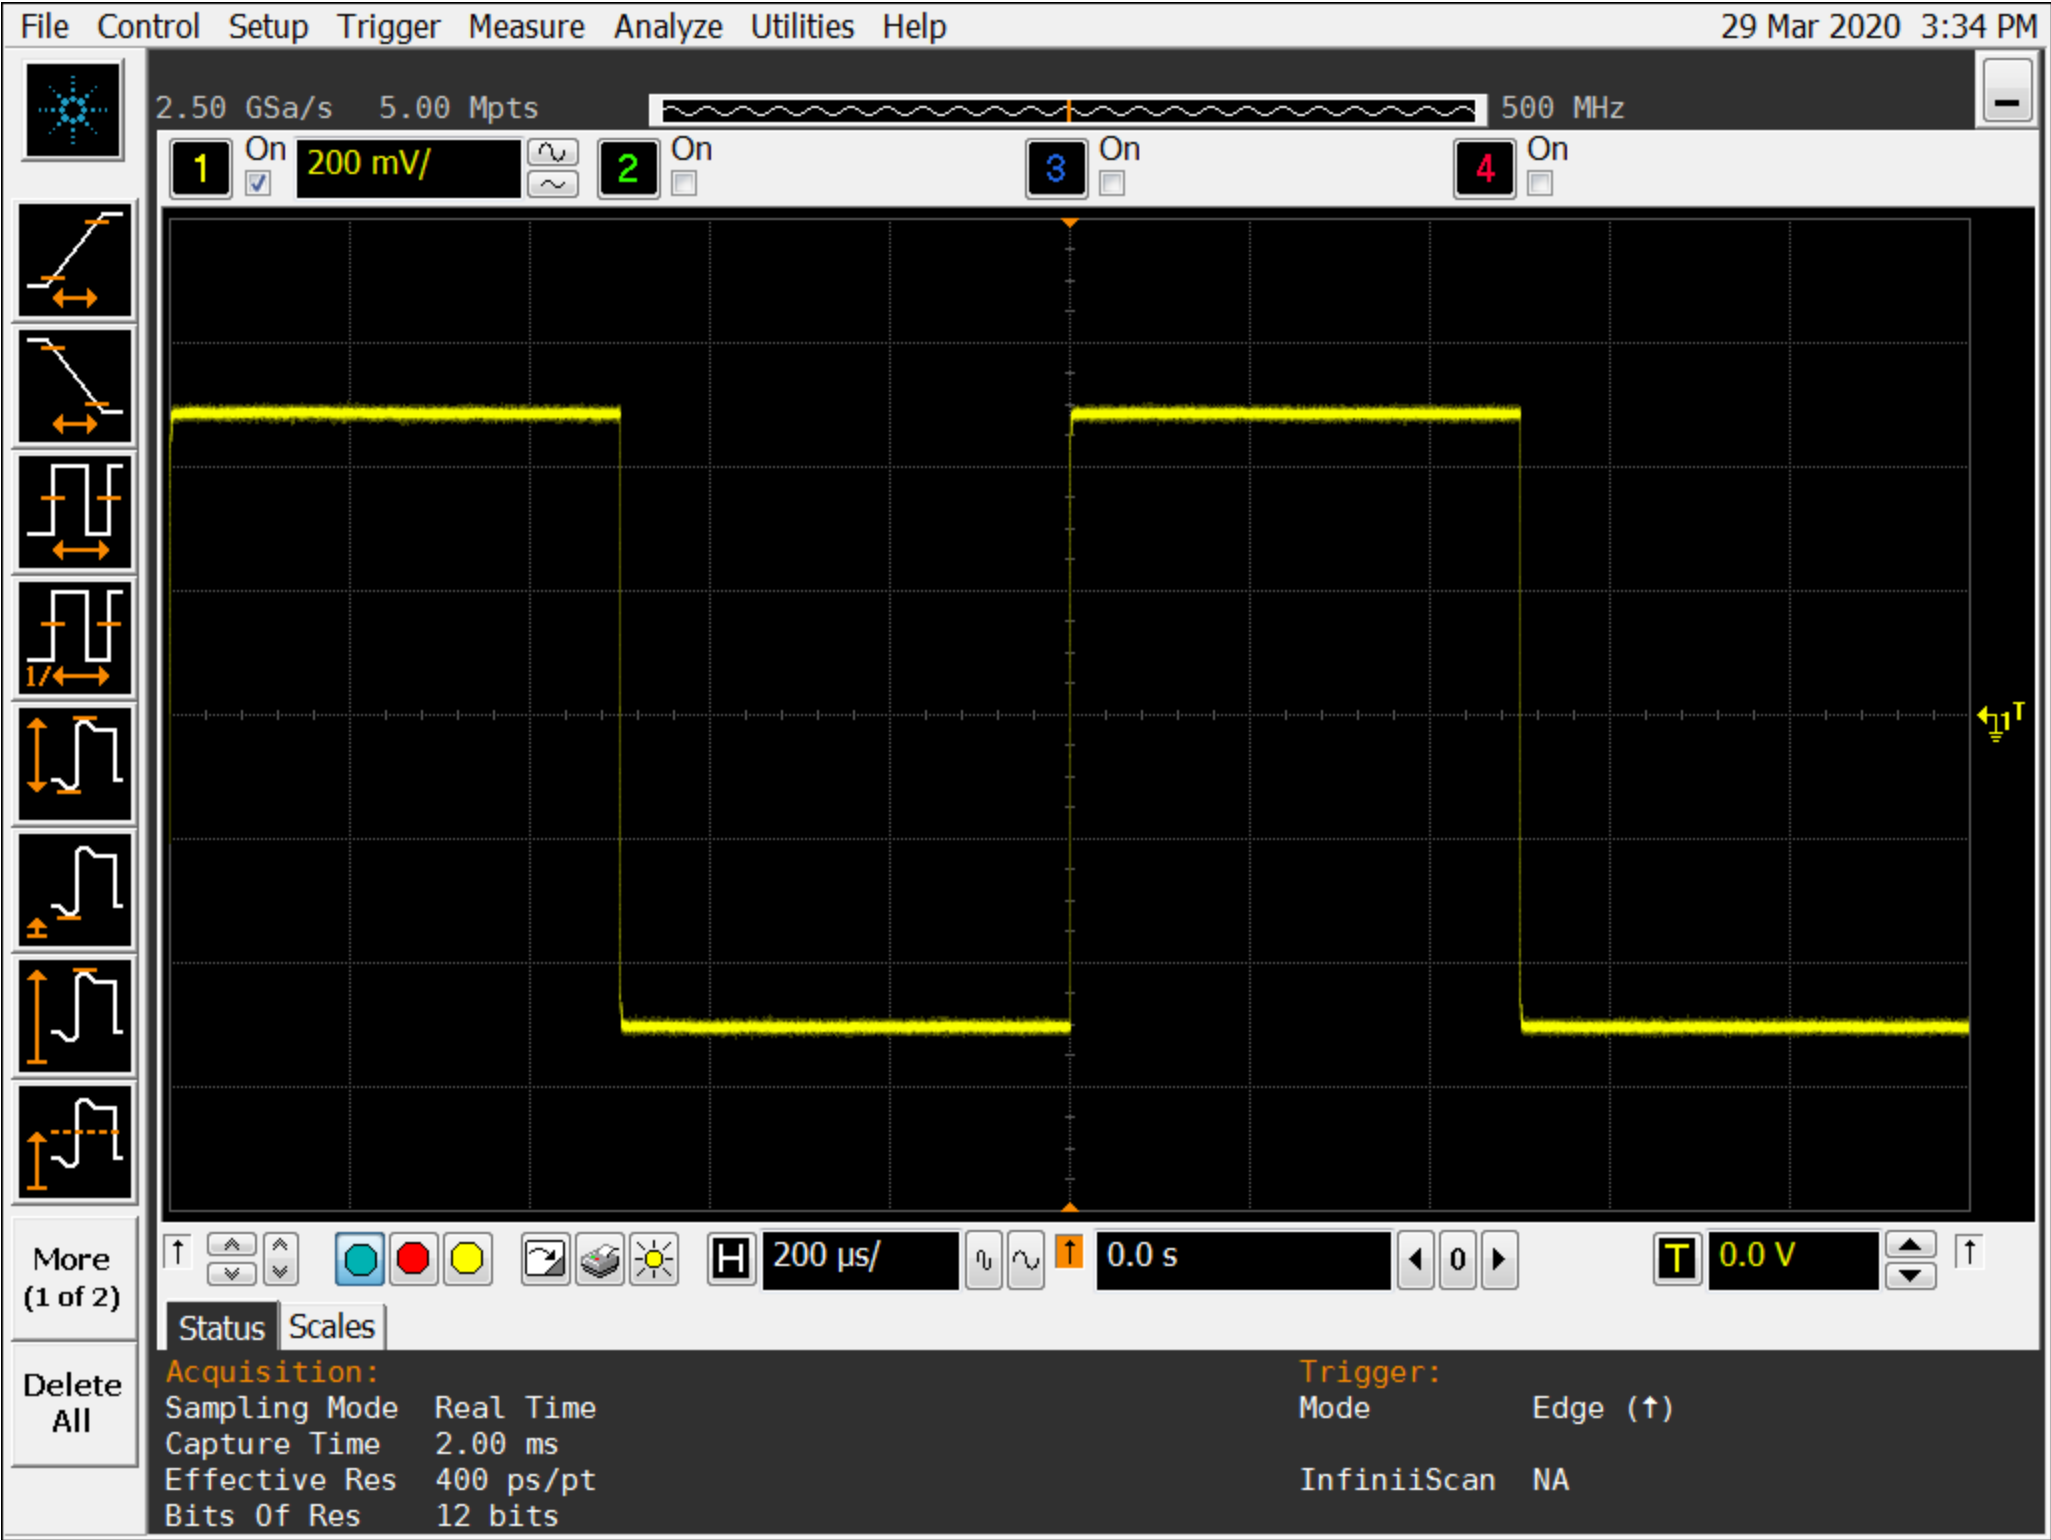 File Control Setup Trigger Measure Analyze Utilities Help 29 Mar 2020 3:34 PM
2.50 GSa/s 5.00 Mpts 500 MHz
1 On 200 mV/ 2 On 3 On 4 On
1/
1 T
More
(1 of 2)
Delete
All
H 200 μs/ 0.0 s 0 T 0.0 V
Status Scales
Acquisition: Trigger:
Sampling Mode Real Time Mode Edge (↑)
Capture Time 2.00 ms
Effective Res 400 ps/pt InfiniiScan NA
Bits Of Res 12 bits